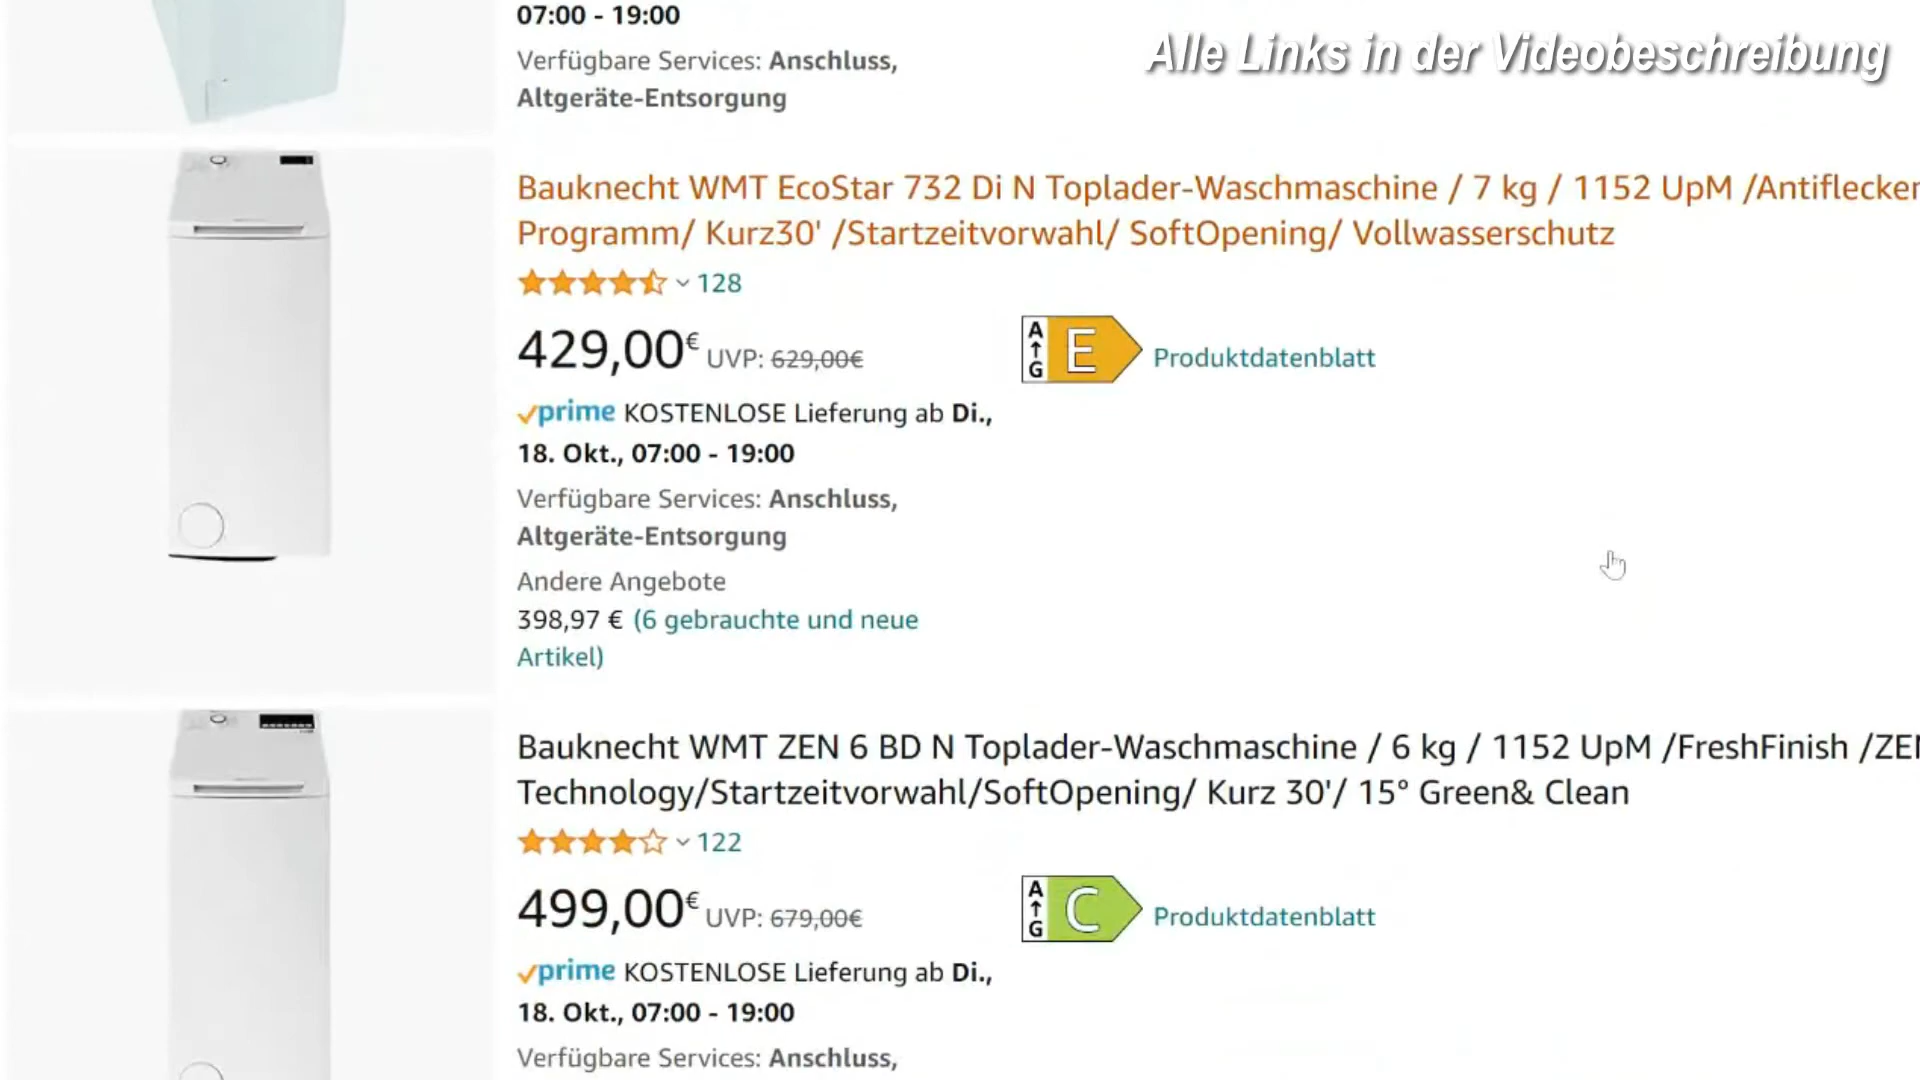 07:00 - 19:00
Alle Links in der Videobeschreibung
Verfügbare Services: Anschluss,
Altgeräte-Entsorgung
Bauknecht WMT EcoStar 732 Di N Toplader-Waschmaschine / 7 kg / 1152 UpM /Antiflecken
Programm/ Kurz30' /Startzeitvorwahl/ SoftOpening/ Vollwasserschutz
128
429,00€ UVP: 629,00€
A G E Produktdatenblatt
prime KOSTENLOSE Lieferung ab Di.,
18. Okt., 07:00 - 19:00
Verfügbare Services: Anschluss,
Altgeräte-Entsorgung
Andere Angebote
398,97 € (6 gebrauchte und neue
Artikel)
Bauknecht WMT ZEN 6 BD N Toplader-Waschmaschine / 6 kg / 1152 UpM /FreshFinish /ZEN
Technology/Startzeitvorwahl/SoftOpening/ Kurz 30'/ 15° Green& Clean
122
499,00€ UVP: 679,00€
A G C Produktdatenblatt
prime KOSTENLOSE Lieferung ab Di.,
18. Okt., 07:00 - 19:00
Verfügbare Services: Anschluss,